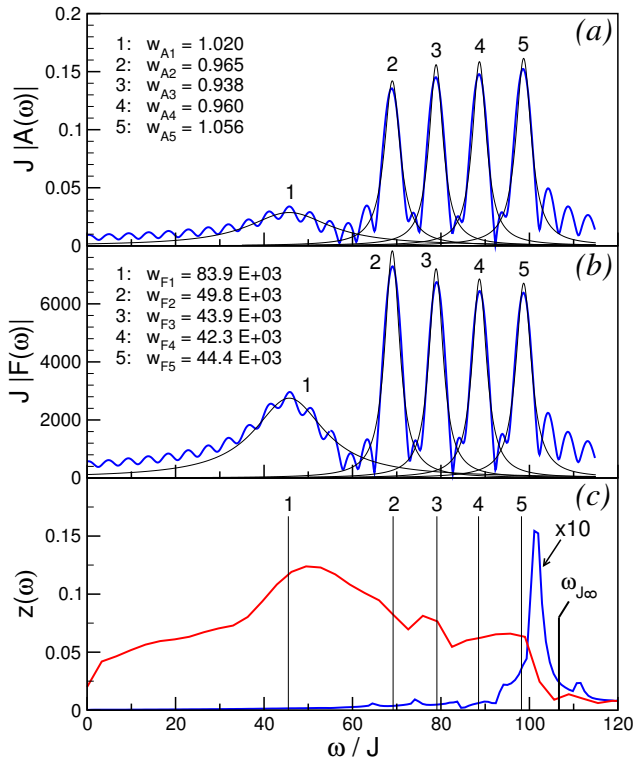 0.2
(a)
1: w_A1 = 1.020
2: w_A2 = 0.965
3: w_A3 = 0.938
4: w_A4 = 0.960
5: w_A5 = 1.056
2 3 4 5
0.15
J |A(ω)|
0.1
0.05
1
0
(b)
1: w_F1 = 83.9 E+03
2: w_F2 = 49.8 E+03
3: w_F3 = 43.9 E+03
4: w_F4 = 42.3 E+03
5: w_F5 = 44.4 E+03
2 3 4 5
6000
J |F(ω)|
4000
1
2000
0
(c)
1 2 3 4 5
x10
0.15
z(ω)
ω_J∞
0.1
0.05
0
0 20 40 60 80 100 120
ω / J